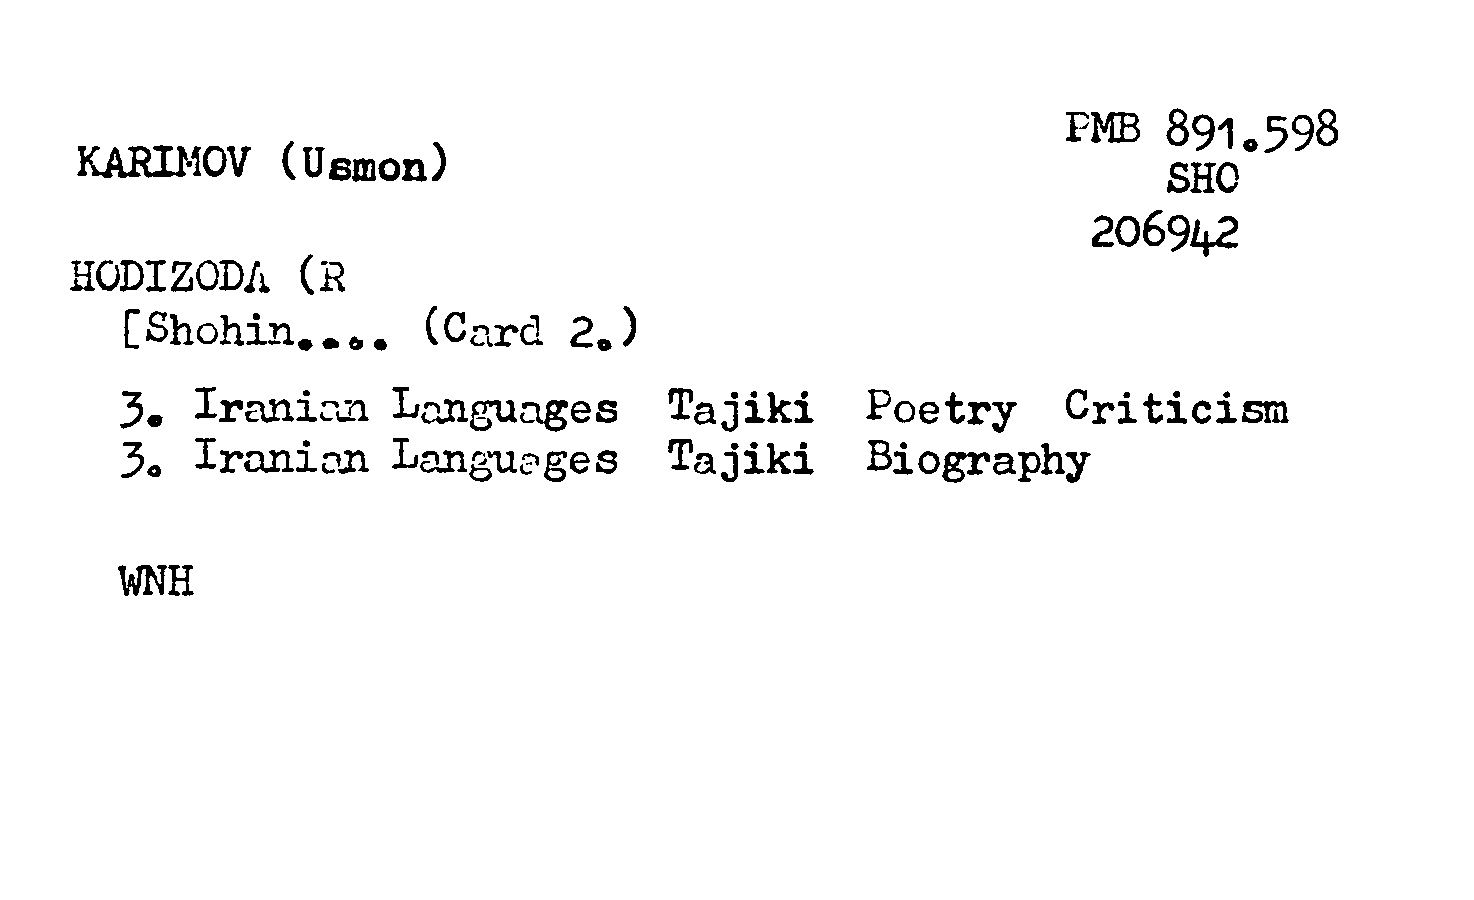 PMB 891.598
KARIMOV (Usmon)
SHO
206942
HODIZODA (R
[Shohin.... (Card 2.)
3. Iranian Languages Tajiki Poetry Criticism
3. Iranian Languages Tajiki Biography
WNH